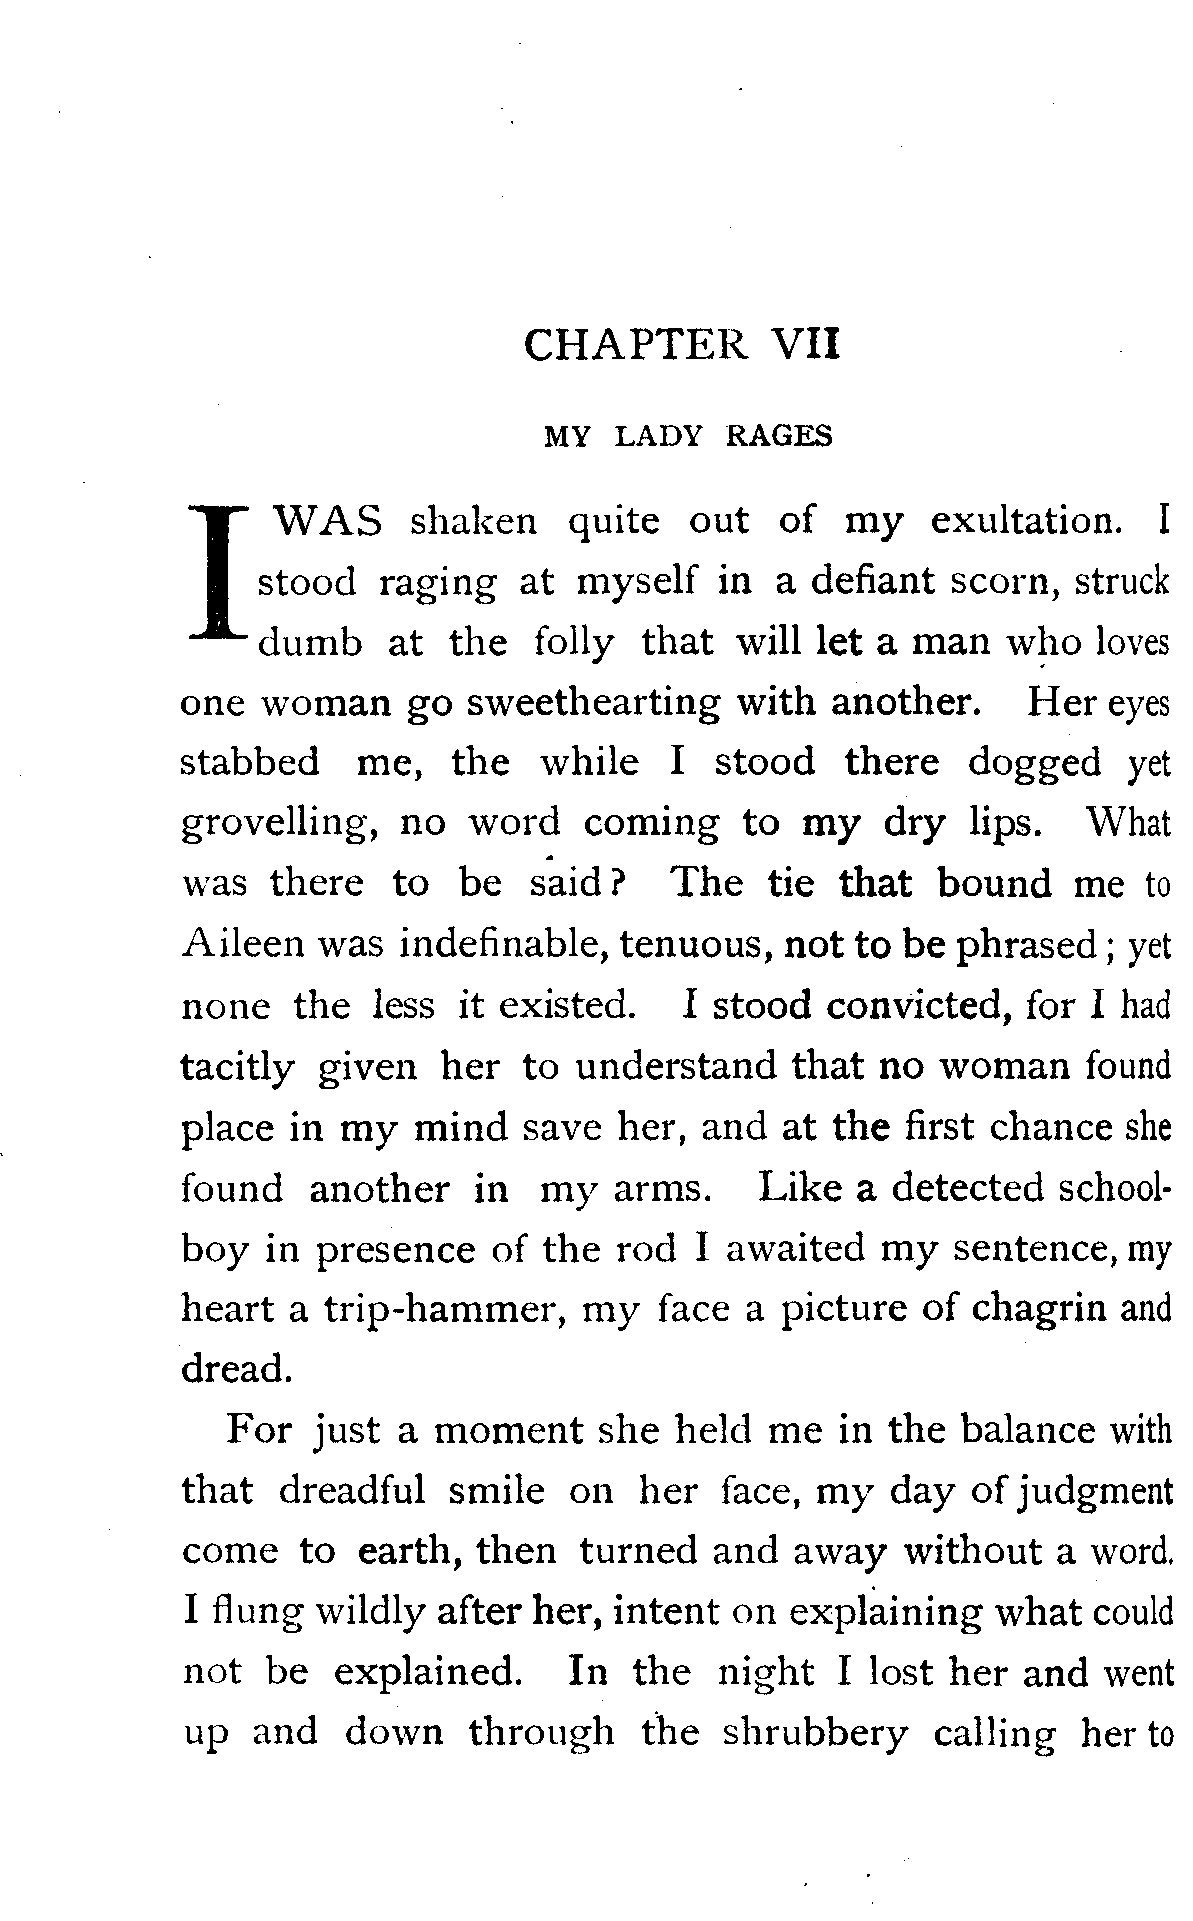 CHAPTER VII
MY LADY RAGES
I WAS shaken quite out of my exultation. I
stood raging at myself in a defiant scorn, struck
dumb at the folly that will let a man who loves
one woman go sweethearting with another. Her eyes
stabbed me, the while I stood there dogged yet
grovelling, no word coming to my dry lips. What
was there to be said? The tie that bound me to
Aileen was indefinable, tenuous, not to be phrased; yet
none the less it existed. I stood convicted, for I had
tacitly given her to understand that no woman found
place in my mind save her, and at the first chance she
found another in my arms. Like a detected school-
boy in presence of the rod I awaited my sentence, my
heart a trip-hammer, my face a picture of chagrin and
dread.
For just a moment she held me in the balance with
that dreadful smile on her face, my day of judgment
come to earth, then turned and away without a word.
I flung wildly after her, intent on explaining what could
not be explained. In the night I lost her and went
up and down through the shrubbery calling her to